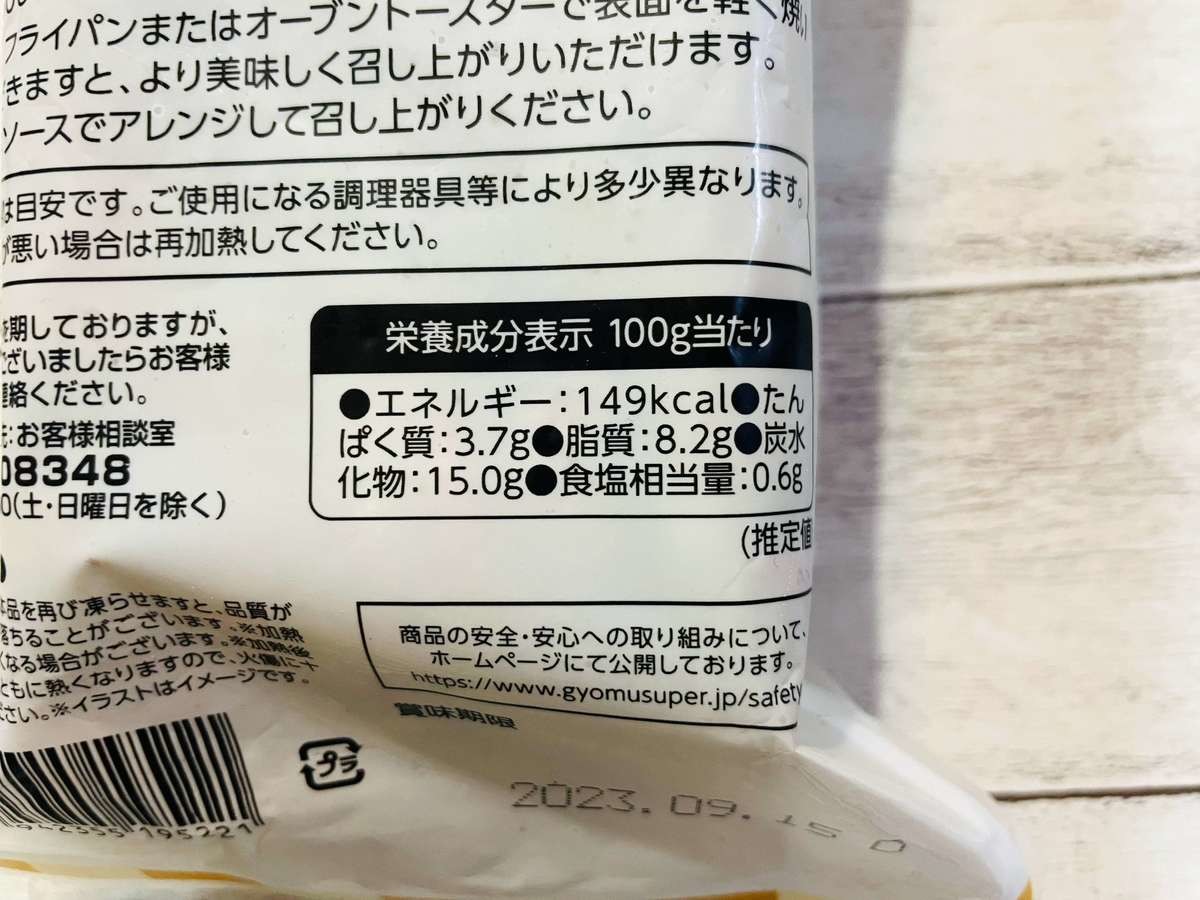 フライパンまたはオーブントースターで表面を軽く焼い
きますと、より美味しく召し上がりいただけます。
ソースでアレンジして召し上がりください。
は目安です。ご使用になる調理器具等により多少異なります。
が悪い場合は再加熱してください。
を期しておりますが、
ございましたらお客様
連絡ください。
先:お客様相談室
08348
0(土・日曜日を除く)
栄養成分表示 100g当たり
●エネルギー:149kcal●たん
ぱく質:3.7g●脂質:8.2g●炭水
化物:15.0g●食塩相当量:0.6g
(推定値
品を再び凍らせますと、品質が
落ちることがございます。※加熱
くなる場合がございます。※加熱後
ともに熱くなりますので、火傷に十
ださい。※イラストはイメージです。
商品の安全・安心への取り組みについて、
ホームページにて公開しております。
https://www.gyomusuper.jp/safety
賞味期限
プラ
2023.09.15 0
942355 195221